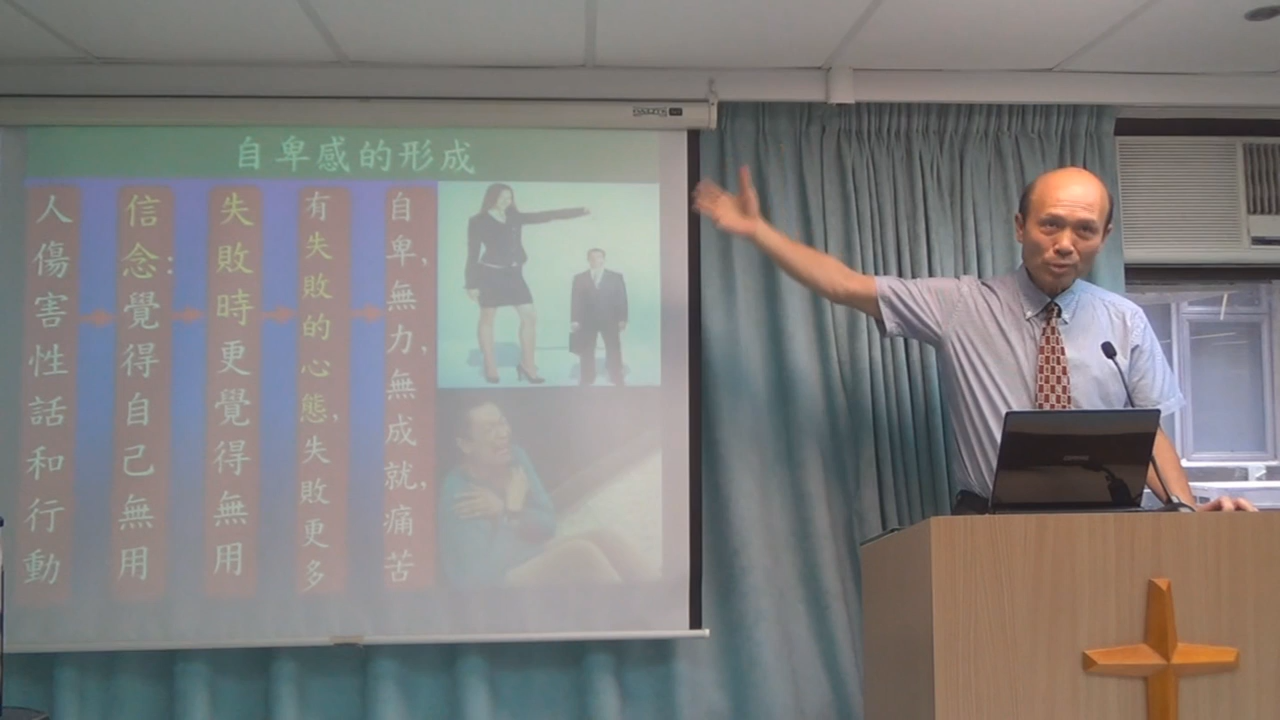 自卑感的形成
人傷害性話和行動
信念:覺得自己無用
失敗時更覺得無用
有失敗的心態,失敗更多
自卑,無力,無成就,痛苦